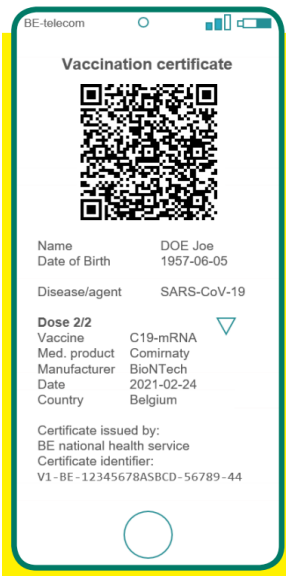 BE-telecom
Vaccination certificate
Name DOE Joe
Date of Birth 1957-06-05
Disease/agent SARS-CoV-19
Dose 2/2
Vaccine C19-mRNA
Med. product Comirnaty
Manufacturer BioNTech
Date 2021-02-24
Country Belgium
Certificate issued by:
BE national health service
Certificate identifier:
V1-BE-12345678ASBCD-56789-44